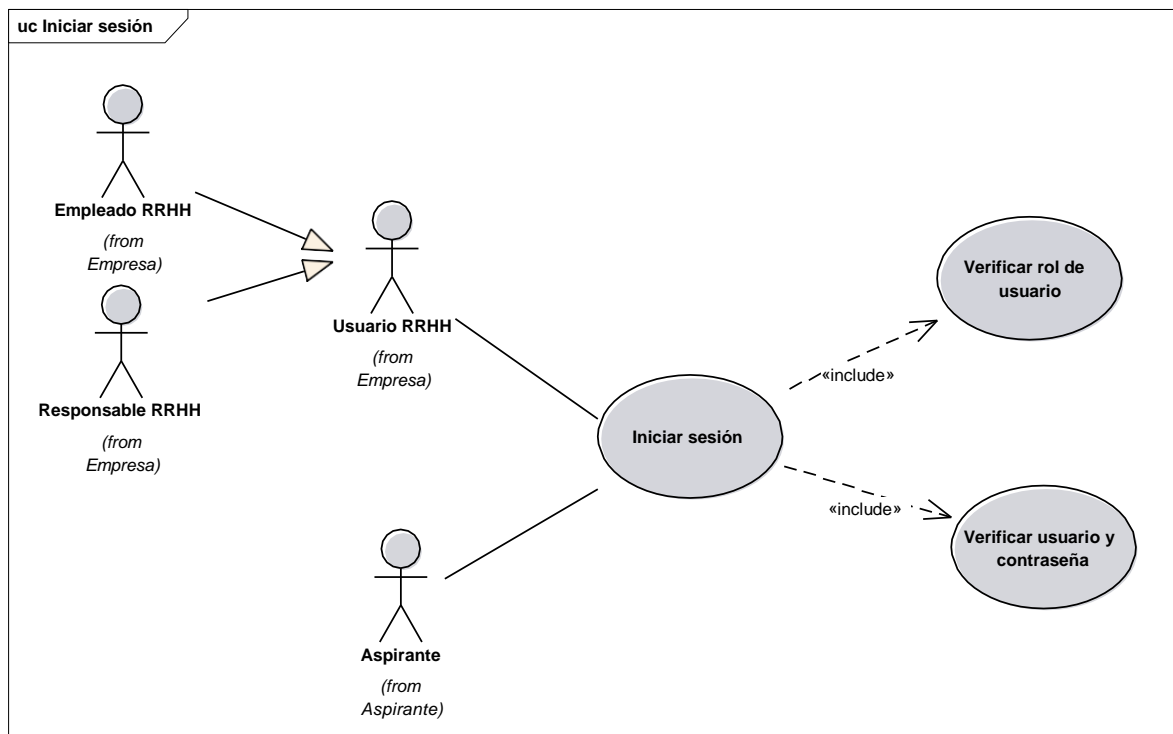 uc Iniciar sesión
Empleado RRHH
(from
Empresa)
Responsable RRHH
(from
Empresa)
Usuario RRHH
(from
Empresa)
Aspirante
(from
Aspirante)
Iniciar sesión
«include»
«include»
Verificar rol de
usuario
Verificar usuario y
contraseña